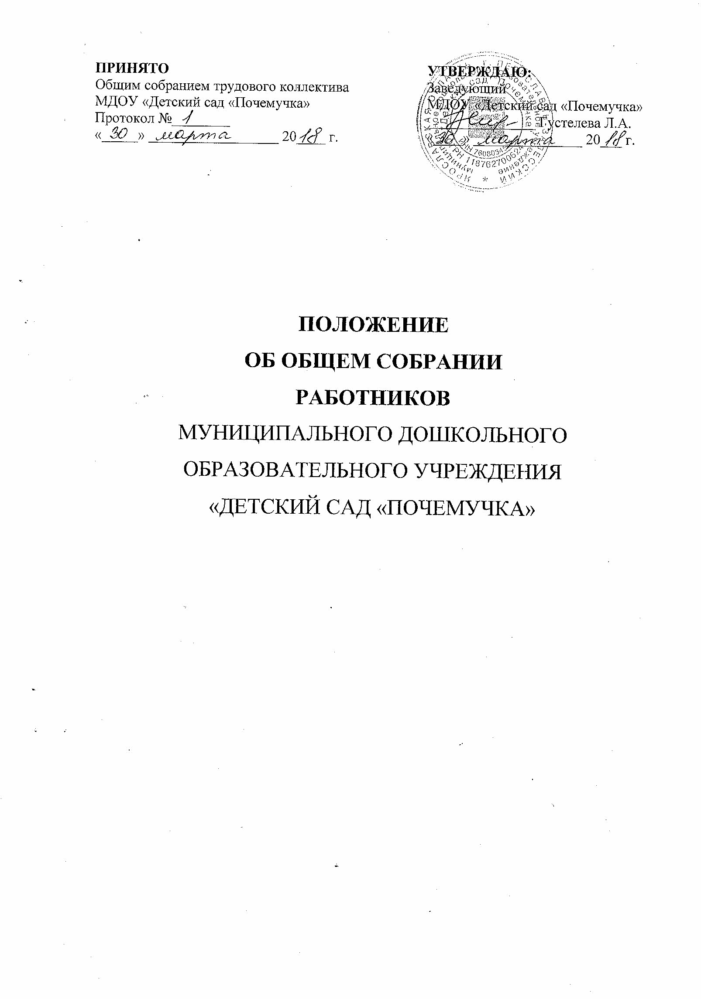 ПРИНЯТО
Общим собранием трудового коллектива
МДОУ «Детский сад «Почемучка»
Протокол № 1
« 30 » марта 2018 г.
УТВЕРЖДАЮ:
Заведующий
МДОУ «Детский сад «Почемучка»
Густелева Л.А.
30 » марта 2018 г.
ПОЛОЖЕНИЕ
ОБ ОБЩЕМ СОБРАНИИ
РАБОТНИКОВ
МУНИЦИПАЛЬНОГО ДОШКОЛЬНОГО
ОБРАЗОВАТЕЛЬНОГО УЧРЕЖДЕНИЯ
«ДЕТСКИЙ САД «ПОЧЕМУЧКА»